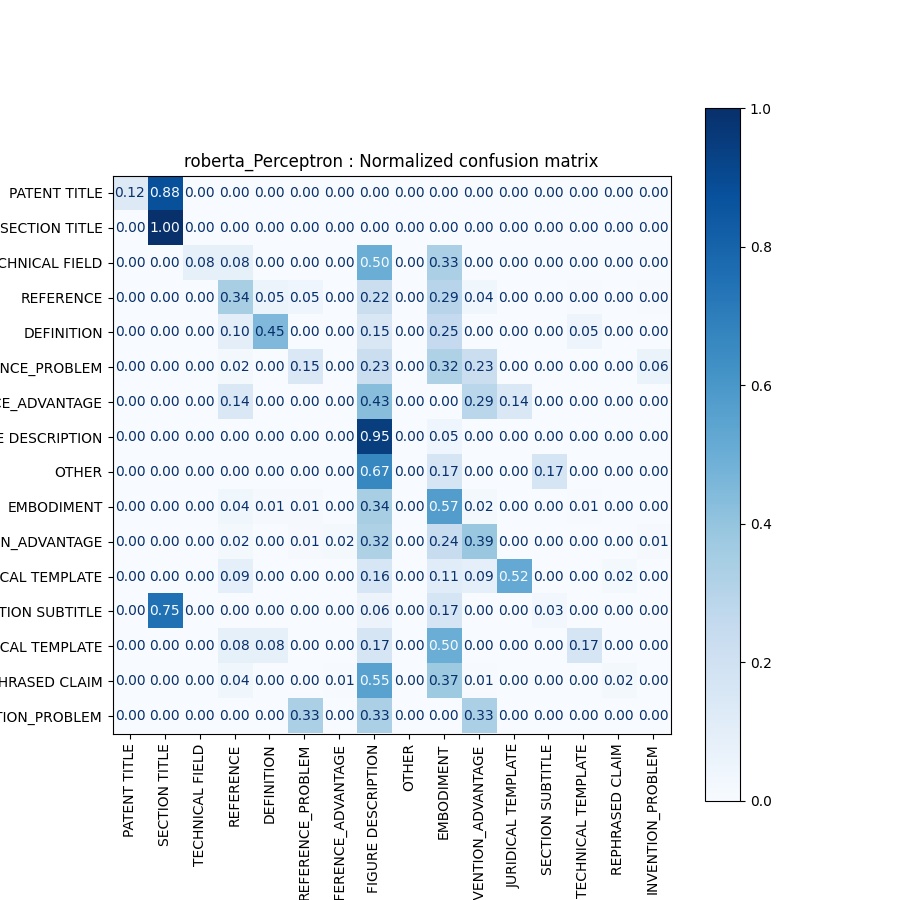 roberta_Perceptron : Normalized confusion matrix
PATENT TITLE 0.12 0.88 0.00 0.00 0.00 0.00 0.00 0.00 0.00 0.00 0.00 0.00 0.00 0.00 0.00 0.00
SECTION TITLE 0.00 1.00 0.00 0.00 0.00 0.00 0.00 0.00 0.00 0.00 0.00 0.00 0.00 0.00 0.00 0.00
CHNICAL FIELD 0.00 0.00 0.08 0.08 0.00 0.00 0.00 0.50 0.00 0.33 0.00 0.00 0.00 0.00 0.00 0.00
REFERENCE 0.00 0.00 0.00 0.34 0.05 0.05 0.00 0.22 0.00 0.29 0.04 0.00 0.00 0.00 0.00 0.00
DEFINITION 0.00 0.00 0.00 0.10 0.45 0.00 0.00 0.15 0.00 0.25 0.00 0.00 0.00 0.05 0.00 0.00
NCE_PROBLEM 0.00 0.00 0.00 0.02 0.00 0.15 0.00 0.23 0.00 0.32 0.23 0.00 0.00 0.00 0.00 0.06
CE_ADVANTAGE 0.00 0.00 0.00 0.14 0.00 0.00 0.00 0.43 0.00 0.00 0.29 0.14 0.00 0.00 0.00 0.00
E DESCRIPTION 0.00 0.00 0.00 0.00 0.00 0.00 0.00 0.95 0.00 0.05 0.00 0.00 0.00 0.00 0.00 0.00
OTHER 0.00 0.00 0.00 0.00 0.00 0.00 0.00 0.67 0.00 0.17 0.00 0.00 0.17 0.00 0.00 0.00
EMBODIMENT 0.00 0.00 0.00 0.04 0.01 0.01 0.00 0.34 0.00 0.57 0.02 0.00 0.00 0.01 0.00 0.00
N_ADVANTAGE 0.00 0.00 0.00 0.02 0.00 0.01 0.02 0.32 0.00 0.24 0.39 0.00 0.00 0.00 0.00 0.01
CAL TEMPLATE 0.00 0.00 0.00 0.09 0.00 0.00 0.00 0.16 0.00 0.11 0.09 0.52 0.00 0.00 0.02 0.00
TION SUBTITLE 0.00 0.75 0.00 0.00 0.00 0.00 0.00 0.06 0.00 0.17 0.00 0.00 0.03 0.00 0.00 0.00
CAL TEMPLATE 0.00 0.00 0.00 0.08 0.08 0.00 0.00 0.17 0.00 0.50 0.00 0.00 0.00 0.17 0.00 0.00
HRASED CLAIM 0.00 0.00 0.00 0.04 0.00 0.00 0.01 0.55 0.00 0.37 0.01 0.00 0.00 0.00 0.02 0.00
TION_PROBLEM 0.00 0.00 0.00 0.00 0.00 0.33 0.00 0.33 0.00 0.00 0.33 0.00 0.00 0.00 0.00 0.00
PATENT TITLE
SECTION TITLE
TECHNICAL FIELD
REFERENCE
DEFINITION
REFERENCE_PROBLEM
FERENCE_ADVANTAGE
FIGURE DESCRIPTION
OTHER
EMBODIMENT
VENTION_ADVANTAGE
JURIDICAL TEMPLATE
SECTION SUBTITLE
TECHNICAL TEMPLATE
REPHRASED CLAIM
INVENTION_PROBLEM
1.0
0.8
0.6
0.4
0.2
0.0